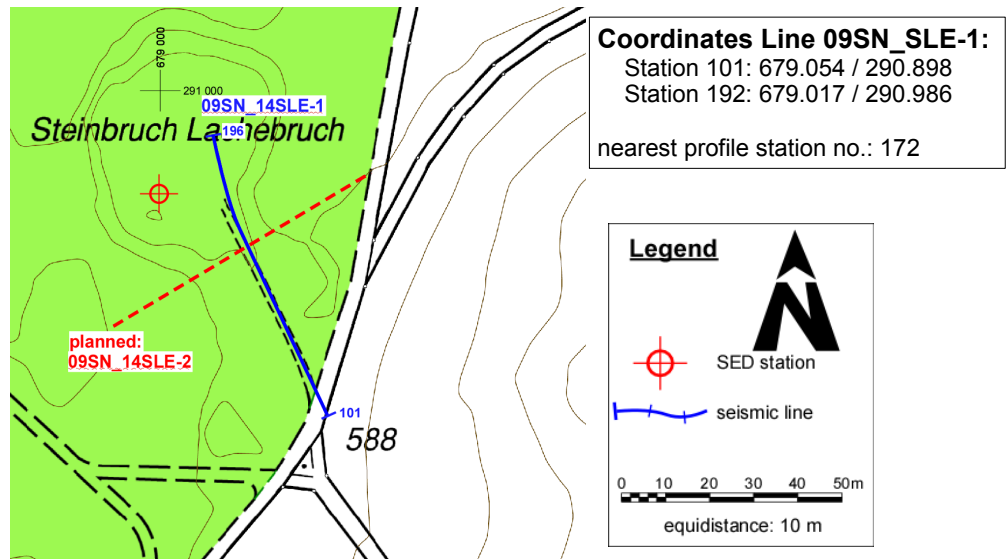 679 000
291 000
09SN_14SLE-1
196
Steinbruch Lachebruch
planned:
09SN_14SLE-2
101
588
Coordinates Line 09SN_SLE-1:
Station 101: 679.054 / 290.898
Station 192: 679.017 / 290.986
nearest profile station no.: 172
Legend
N
SED station
seismic line
0 10 20 30 40 50m
equidistance: 10 m